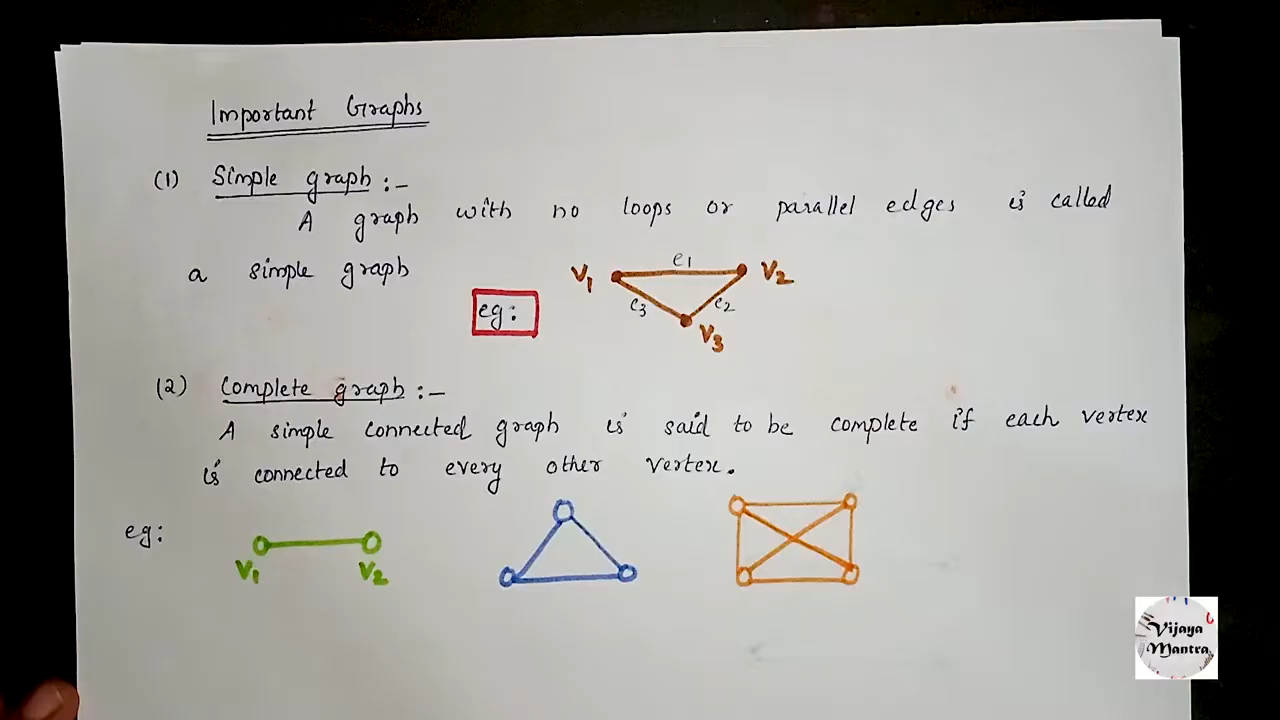 Important Graphs
(1) Simple graph :-
A graph with no loops or parallel edges is called
a simple graph
eg:
V1 e1 V2
e3 e2
V3
(2) Complete graph :-
A simple connected graph is said to be complete if each vertex
is connected to every other vertex.
eg:
V1 V2
Vijaya
Mantra